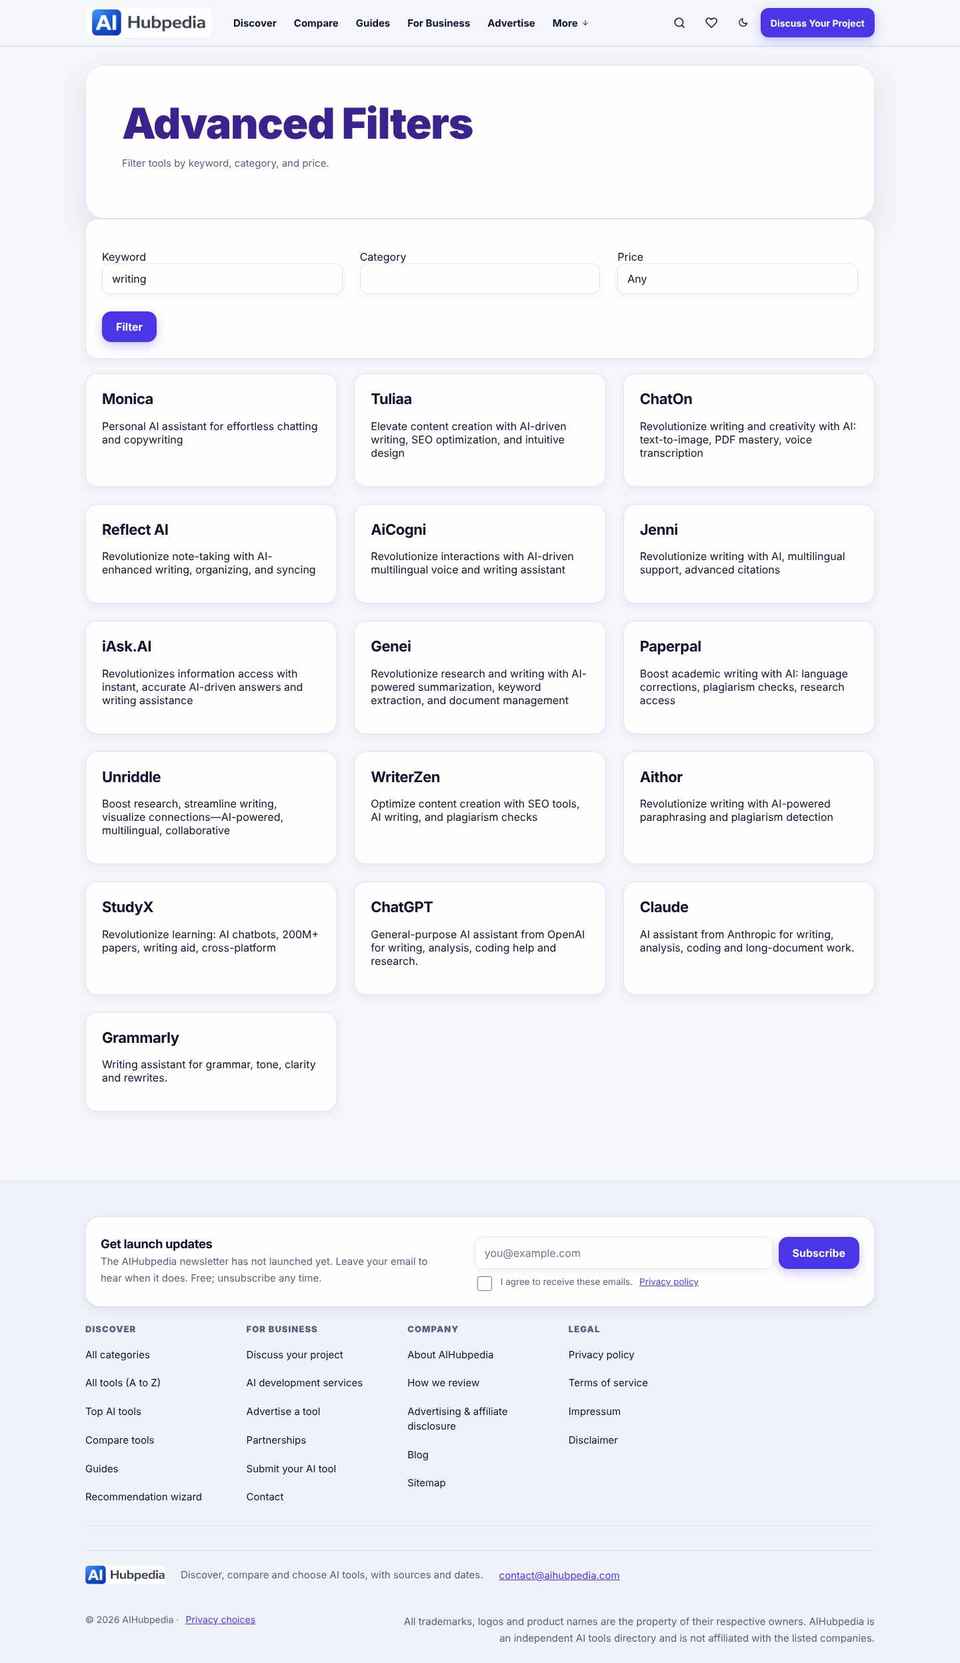 AI Hubpedia
Discover
Compare
Guides
For Business
Advertise
More
Discuss Your Project
Advanced Filters
Filter tools by keyword, category, and price.
Keyword
Category
Price
writing
Any
Filter
Monica
Personal AI assistant for effortless chatting
and copywriting
Tuliaa
Elevate content creation with AI-driven
writing, SEO optimization, and intuitive
design
ChatOn
Revolutionize writing and creativity with AI:
text-to-image, PDF mastery, voice
transcription
Reflect AI
Revolutionize note-taking with AI-
enhanced writing, organizing, and syncing
AiCogni
Revolutionize interactions with AI-driven
multilingual voice and writing assistant
Jenni
Revolutionize writing with AI, multilingual
support, advanced citations
iAsk.AI
Revolutionizes information access with
instant, accurate AI-driven answers and
writing assistance
Genei
Revolutionize research and writing with AI-
powered summarization, keyword
extraction, and document management
Paperpal
Boost academic writing with AI: language
corrections, plagiarism checks, research
access
Unriddle
Boost research, streamline writing,
visualize connections—AI-powered,
multilingual, collaborative
WriterZen
Optimize content creation with SEO tools,
AI writing, and plagiarism checks
Aithor
Revolutionize writing with AI-powered
paraphrasing and plagiarism detection
StudyX
Revolutionize learning: AI chatbots, 200M+
papers, writing aid, cross-platform
ChatGPT
General-purpose AI assistant from OpenAI
for writing, analysis, coding help and
research.
Claude
AI assistant from Anthropic for writing,
analysis, coding and long-document work.
Grammarly
Writing assistant for grammar, tone, clarity
and rewrites.
Get launch updates
The AIHubpedia newsletter has not launched yet. Leave your email to
hear when it does. Free; unsubscribe any time.
you@example.com
Subscribe
I agree to receive these emails. Privacy policy
DISCOVER
All categories
All tools (A to Z)
Top AI tools
Compare tools
Guides
Recommendation wizard
FOR BUSINESS
Discuss your project
AI development services
Advertise a tool
Partnerships
Submit your AI tool
Contact
COMPANY
About AIHubpedia
How we review
Advertising & affiliate
disclosure
Blog
Sitemap
LEGAL
Privacy policy
Terms of service
Impressum
Disclaimer
AI Hubpedia
Discover, compare and choose AI tools, with sources and dates.
contact@aihubpedia.com
© 2026 AIHubpedia · Privacy choices
All trademarks, logos and product names are the property of their respective owners. AIHubpedia is
an independent AI tools directory and is not affiliated with the listed companies.